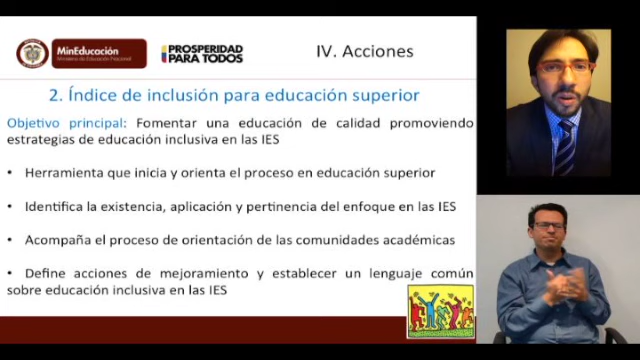 MinEducación
Ministerio de Educación Nacional
PROSPERIDAD
PARA TODOS
IV. Acciones
2. Índice de inclusión para educación superior
Objetivo principal: Fomentar una educación de calidad promoviendo
estrategias de educación inclusiva en las IES
• Herramienta que inicia y orienta el proceso en educación superior
• Identifica la existencia, aplicación y pertinencia del enfoque en las IES
• Acompaña el proceso de orientación de las comunidades académicas
• Define acciones de mejoramiento y establecer un lenguaje común
sobre educación inclusiva en las IES